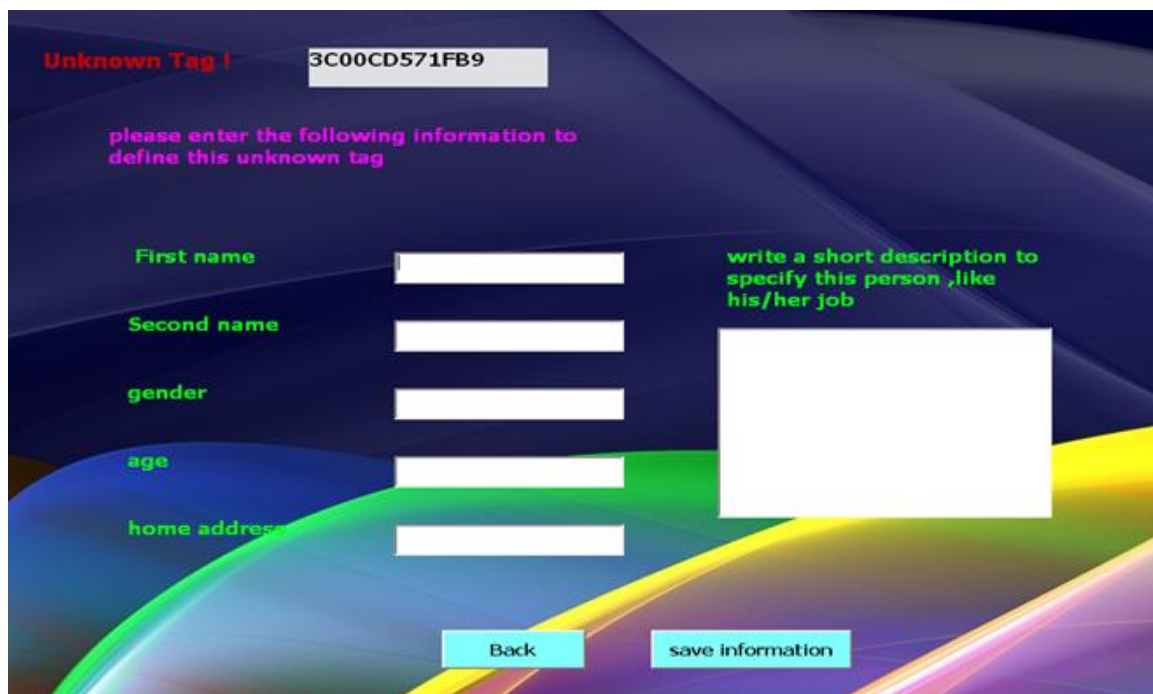 Unknown Tag !
3C00CD571FB9
please enter the following information to
define this unknown tag
First name
Second name
gender
age
home address
write a short description to
specify this person ,like
his/her job
Back
save information